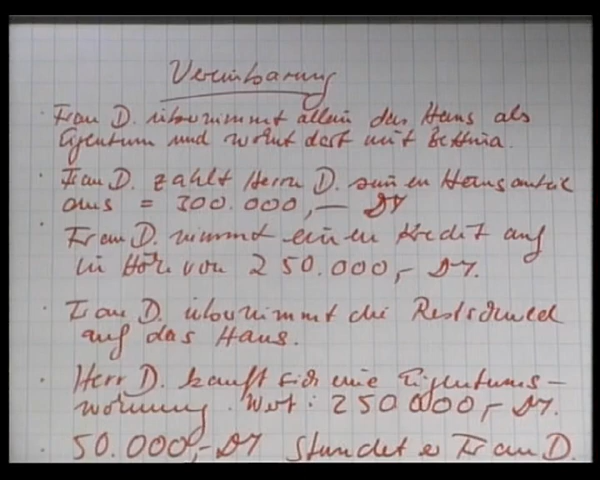 Vereinbarung
· Frau D. übernimmt allein das Haus als
Eigentum und wohnt dort mit Bettina.
· Frau D. zahlt Herrn D. seinen Hausanteil
aus = 300.000,— DM
· Frau D. nimmt einen Kredit auf
in Höhe von 250.000,- DM.
· Frau D. übernimmt die Restschuld
auf das Haus.
· Herr D. kauft sich eine Eigentums-
wohnung. Wert: 250.000,- DM.
· 50.000,- DM stundet er Frau D.